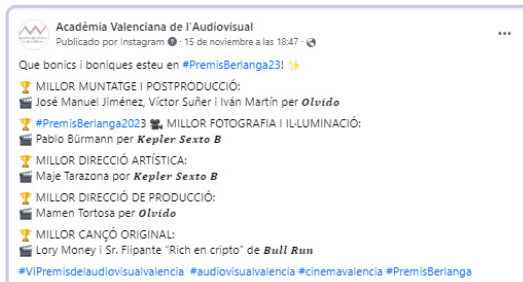 Acadèmia Valenciana de l'Audiovisual
Publicado por Instagram · 15 de noviembre a las 18:47 ·
Que bonics i boniques esteu en #PremisBerlanga23! ✨
🏆 MILLOR MUNTATGE I POSTPRODUCCIÓ:
🎬 José Manuel Jiménez, Víctor Suñer i Iván Martín per Olvido
🏆 #PremisBerlanga2023 🎥 MILLOR FOTOGRAFIA I IL·LUMINACIÓ:
🎬 Pablo Bürmann per Kepler Sexto B
🏆 MILLOR DIRECCIÓ ARTÍSTICA:
🎬 Maje Tarazona por Kepler Sexto B
🏆 MILLOR DIRECCIÓ DE PRODUCCIÓ:
🎬 Mamen Tortosa per Olvido
🏆 MILLOR CANÇÓ ORIGINAL:
🎬 Lory Money i Sr. Flipante "Rich en cripto" de Bull Run
#VIPremisdelaudiovisualvalencia #audiovisualvalencia #cinemavalencia #PremisBerlanga